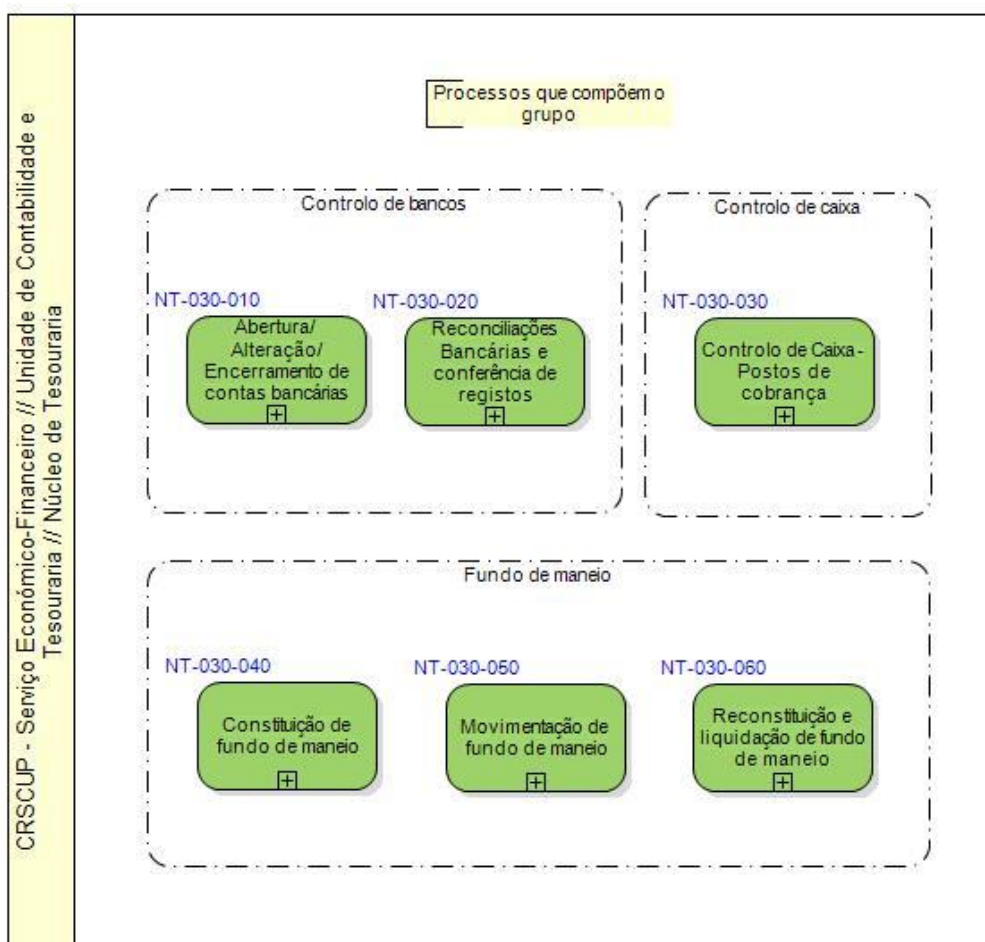 CRSCUP - Serviço Económico-Financeiro // Unidade de Contabilidade e
Tesouraria // Núcleo de Tesouraria
Processos que compõem o
grupo
Controlo de bancos
NT-030-010
Abertura/
Alteração/
Encerramento de
contas bancárias
NT-030-020
Reconciliações
Bancárias e
conferência de
registos
Controlo de caixa
NT-030-030
Controlo de Caixa -
Postos de
cobrança
Fundo de maneio
NT-030-040
Constituição de
fundo de maneio
NT-030-050
Movimentação de
fundo de maneio
NT-030-060
Reconstituição e
liquidação de fundo
de maneio